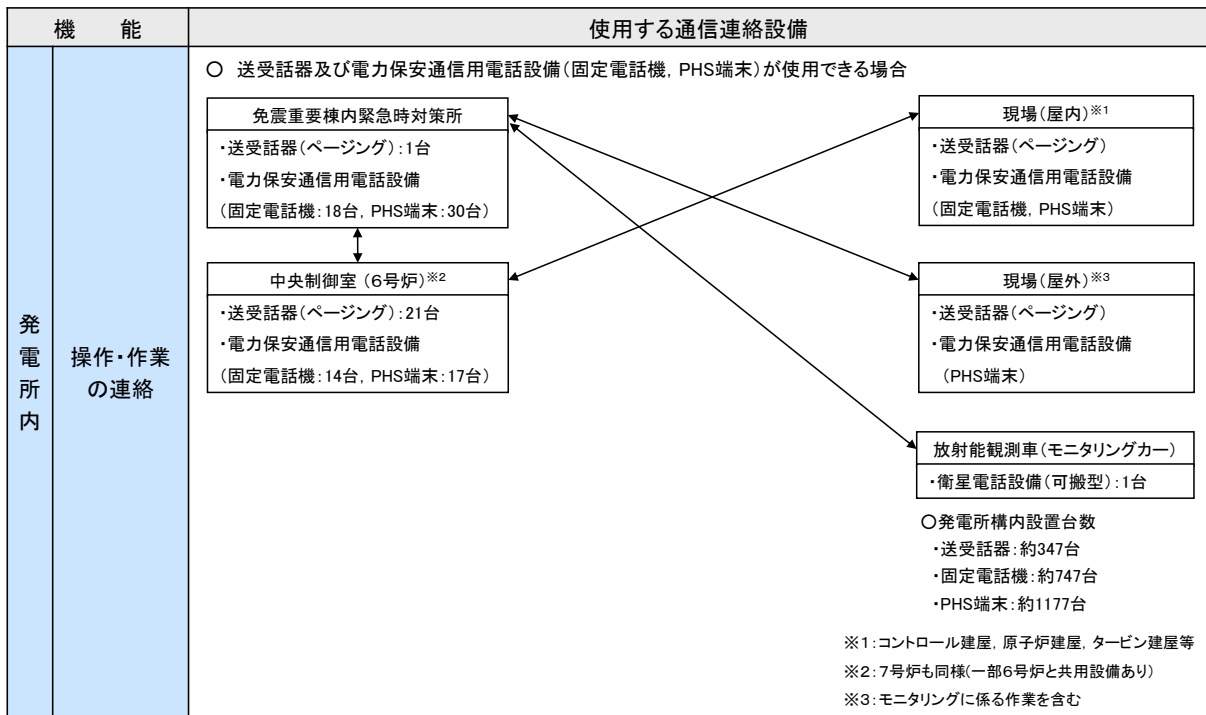 機　能
使用する通信連絡設備
発電所内
操作・作業
の連絡
○ 送受話器及び電力保安通信用電話設備(固定電話機, PHS端末)が使用できる場合
免震重要棟内緊急時対策所
・送受話器(ページング):1台
・電力保安通信用電話設備
(固定電話機:18台, PHS端末:30台)
中央制御室 (6号炉)※2
・送受話器(ページング):21台
・電力保安通信用電話設備
(固定電話機:14台, PHS端末:17台)
現場(屋内)※1
・送受話器(ページング)
・電力保安通信用電話設備
(固定電話機, PHS端末)
現場(屋外)※3
・送受話器(ページング)
・電力保安通信用電話設備
(PHS端末)
放射能観測車(モニタリングカー)
・衛星電話設備(可搬型):1台
○発電所構内設置台数
・送受話器:約347台
・固定電話機:約747台
・PHS端末:約1177台
※1:コントロール建屋, 原子炉建屋, タービン建屋等
※2:7号炉も同様(一部6号炉と共用設備あり)
※3:モニタリングに係る作業を含む